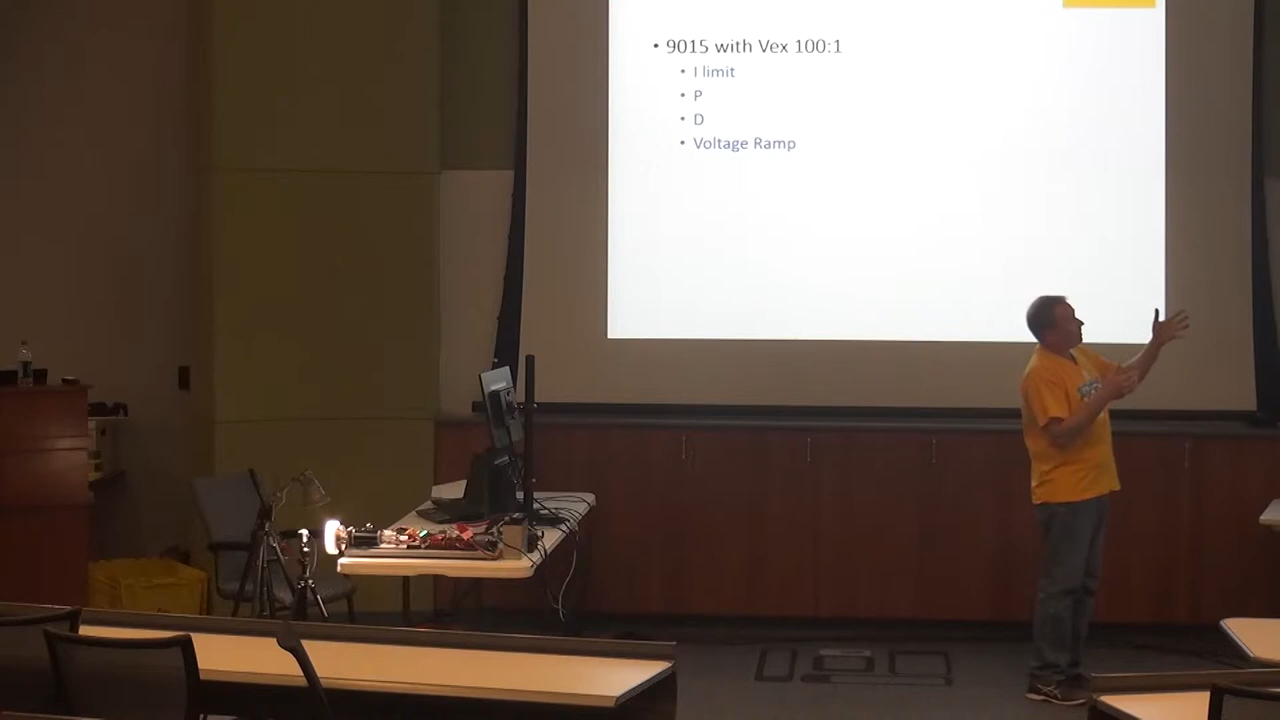 • 9015 with Vex 100:1
• I limit
• P
• D
• Voltage Ramp